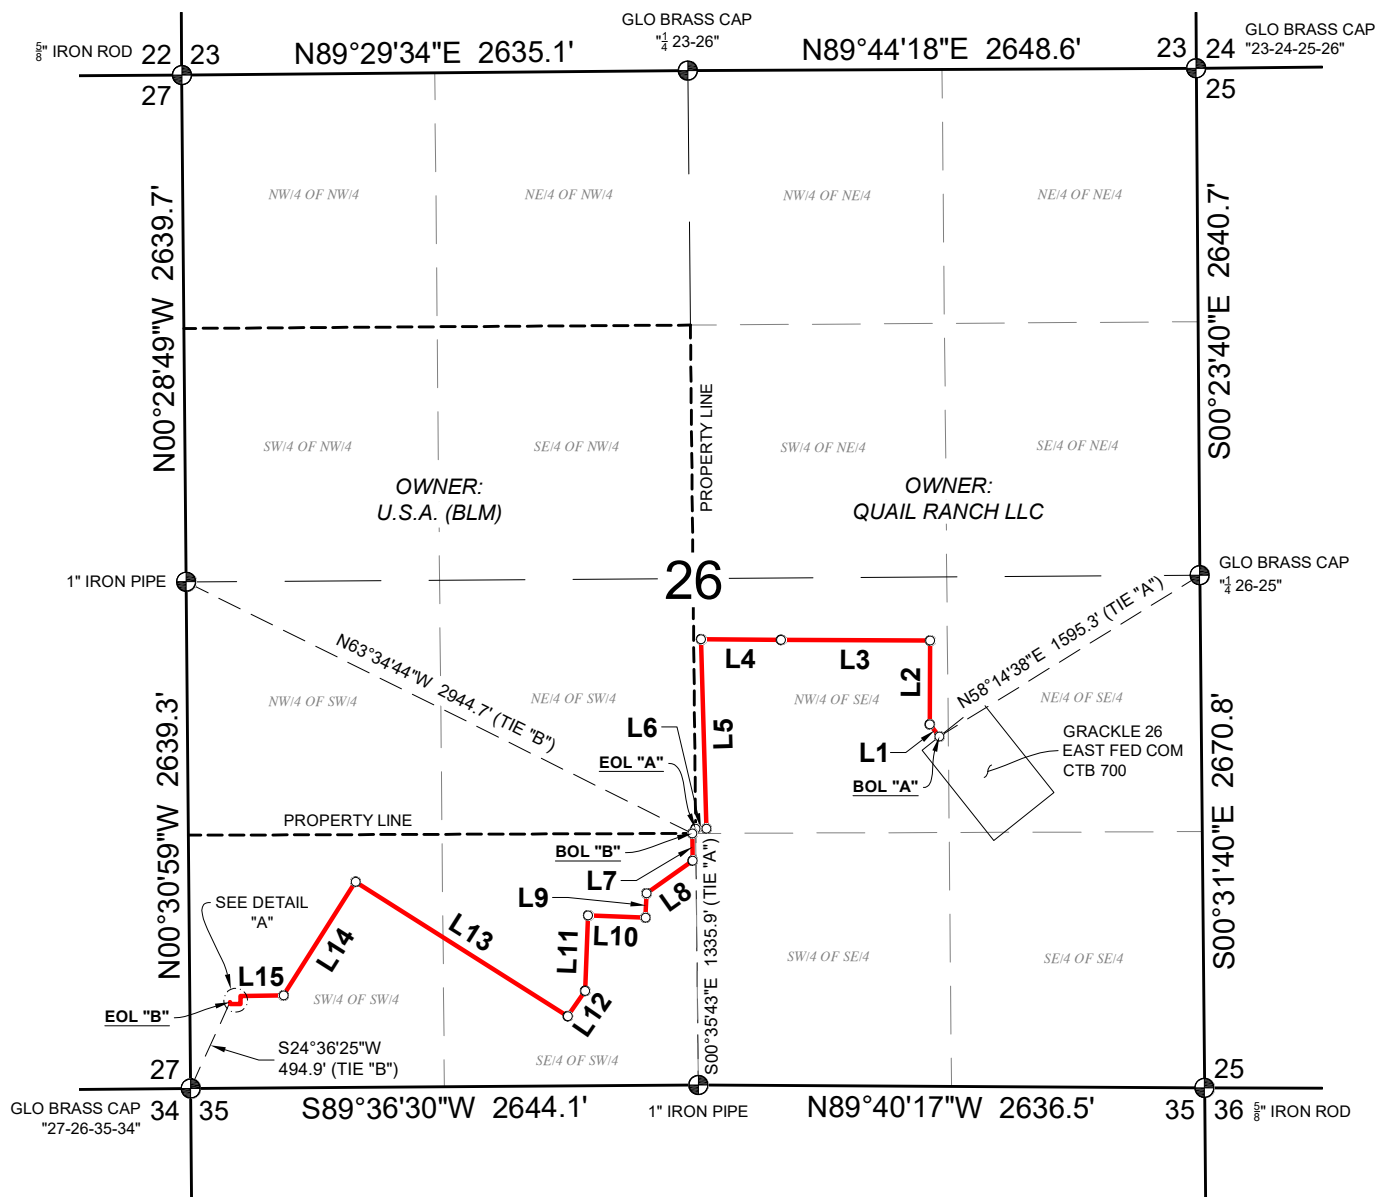 GLO BRASS CAP
"1/4 23-26"
GLO BRASS CAP
"23-24-25-26"
5/8" IRON ROD
22 23
N89°29'34"E 2635.1'
N89°44'18"E 2648.6'
23 24
27
25
NW/4 OF NW/4
NE/4 OF NW/4
NW/4 OF NE/4
NE/4 OF NE/4
N00°28'49"W 2639.7'
S00°23'40"E 2640.7'
PROPERTY LINE
SW/4 OF NW/4
SE/4 OF NW/4
SW/4 OF NE/4
SE/4 OF NE/4
OWNER:
U.S.A. (BLM)
OWNER:
QUAIL RANCH LLC
1" IRON PIPE
26
GLO BRASS CAP
"1/4 26-25"
N63°34'44"W 2944.7' (TIE "B")
N58°14'38"E 1595.3' (TIE "A")
L4
L3
L2
NW/4 OF SW/4
NE/4 OF SW/4
NW/4 OF SE/4
NE/4 OF SE/4
L6
L5
L1
EOL "A"
BOL "A"
GRACKLE 26
EAST FED COM
CTB 700
N00°30'59"W 2639.3'
S00°31'40"E 2670.8'
PROPERTY LINE
BOL "B"
L7
L8
L9
L10
L11
L12
L13
L14
L15
SEE DETAIL
"A"
S00°35'43"E 1335.9' (TIE "A")
SW/4 OF SW/4
SE/4 OF SW/4
SW/4 OF SE/4
SE/4 OF SE/4
EOL "B"
S24°36'25"W
494.9' (TIE "B")
27
25
GLO BRASS CAP
"27-26-35-34"
34 35
S89°36'30"W 2644.1'
1" IRON PIPE
N89°40'17"W 2636.5'
35 36
5/8" IRON ROD